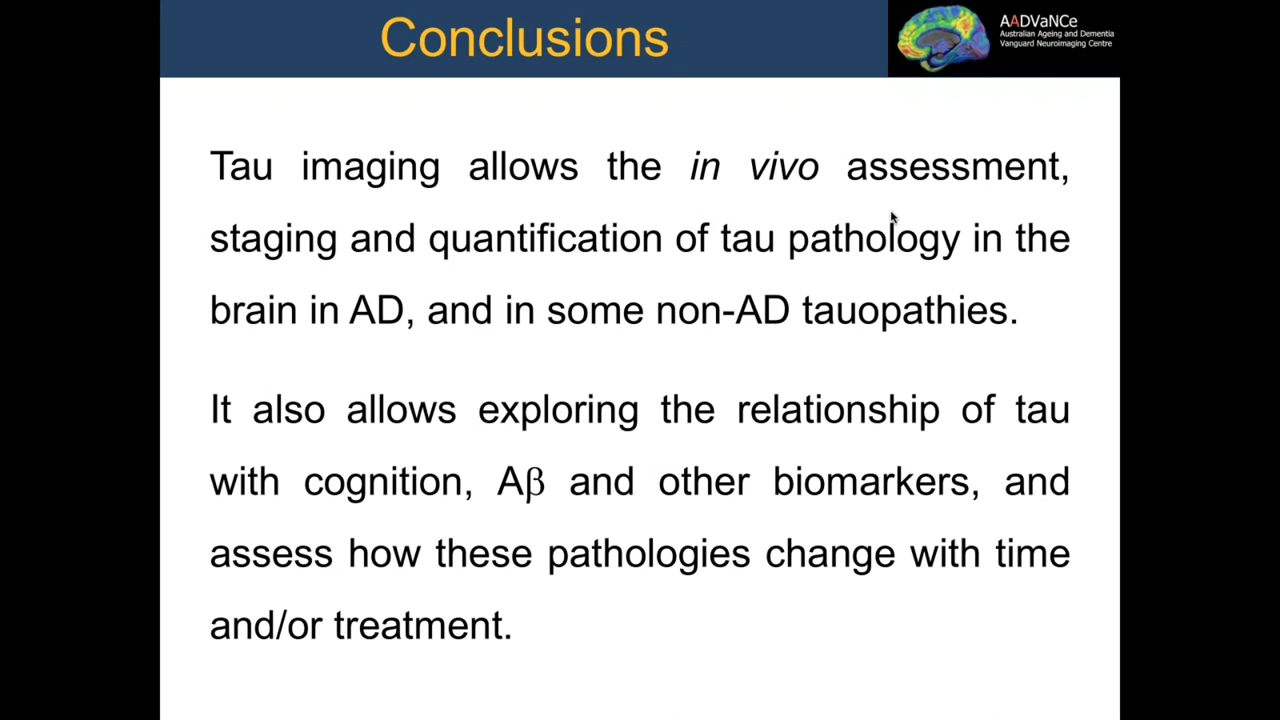 Conclusions
AADVaNCe
Australian Ageing and Dementia
Vanguard Neuroimaging Centre
Tau imaging allows the in vivo assessment,
staging and quantification of tau pathology in the
brain in AD, and in some non-AD tauopathies.
It also allows exploring the relationship of tau
with cognition, Aβ and other biomarkers, and
assess how these pathologies change with time
and/or treatment.